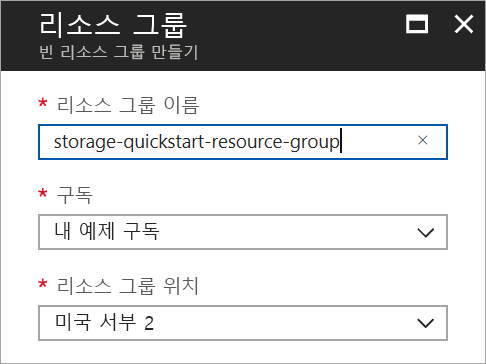 리소스 그룹
빈 리소스 그룹 만들기
* 리소스 그룹 이름
storage-quickstart-resource-group
* 구독
내 예제 구독
* 리소스 그룹 위치
미국 서부 2